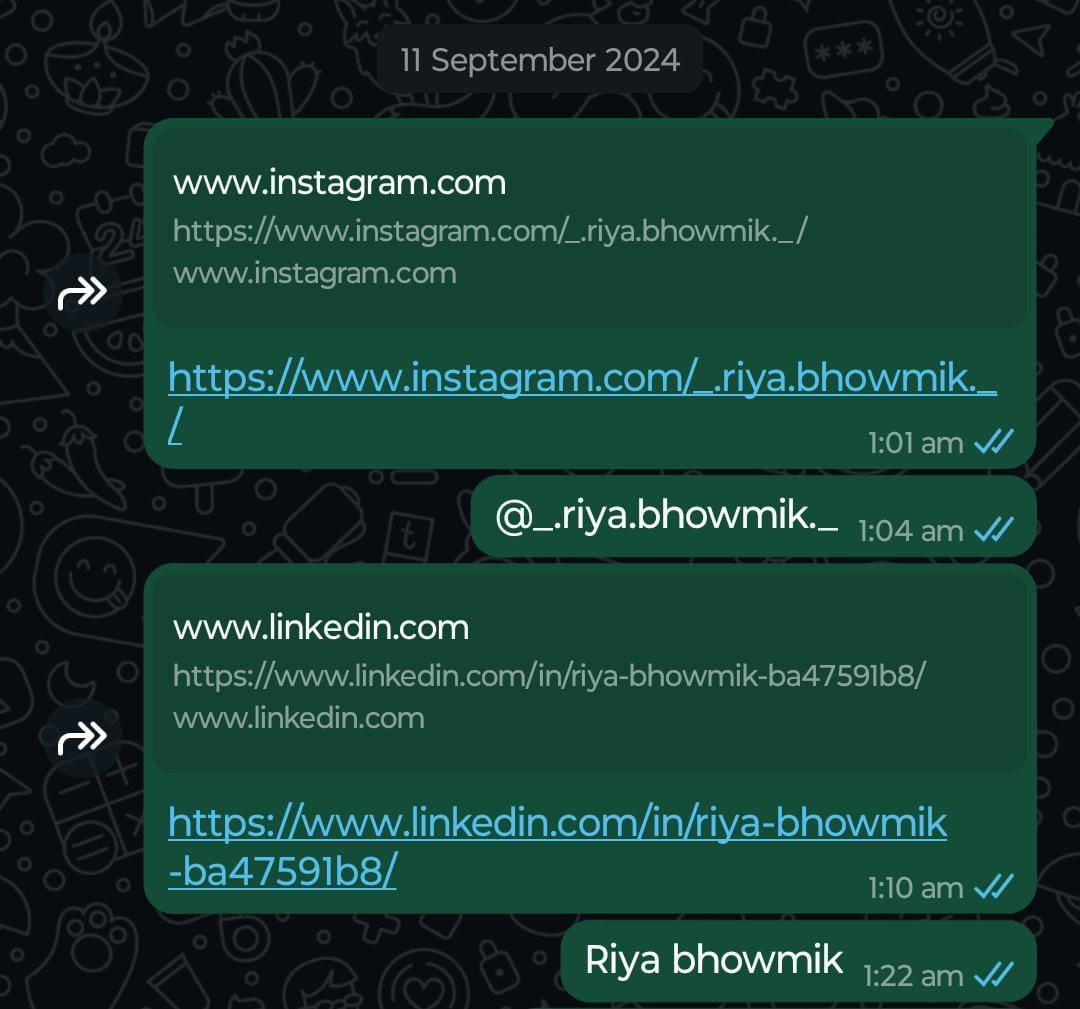 11 September 2024
www.instagram.com
https://www.instagram.com/_.riya.bhowmik._/
www.instagram.com
https://www.instagram.com/_.riya.bhowmik._
/
1:01 am
@_.riya.bhowmik._ 1:04 am
www.linkedin.com
https://www.linkedin.com/in/riya-bhowmik-ba47591b8/
www.linkedin.com
https://www.linkedin.com/in/riya-bhowmik
-ba47591b8/
1:10 am
Riya bhowmik 1:22 am